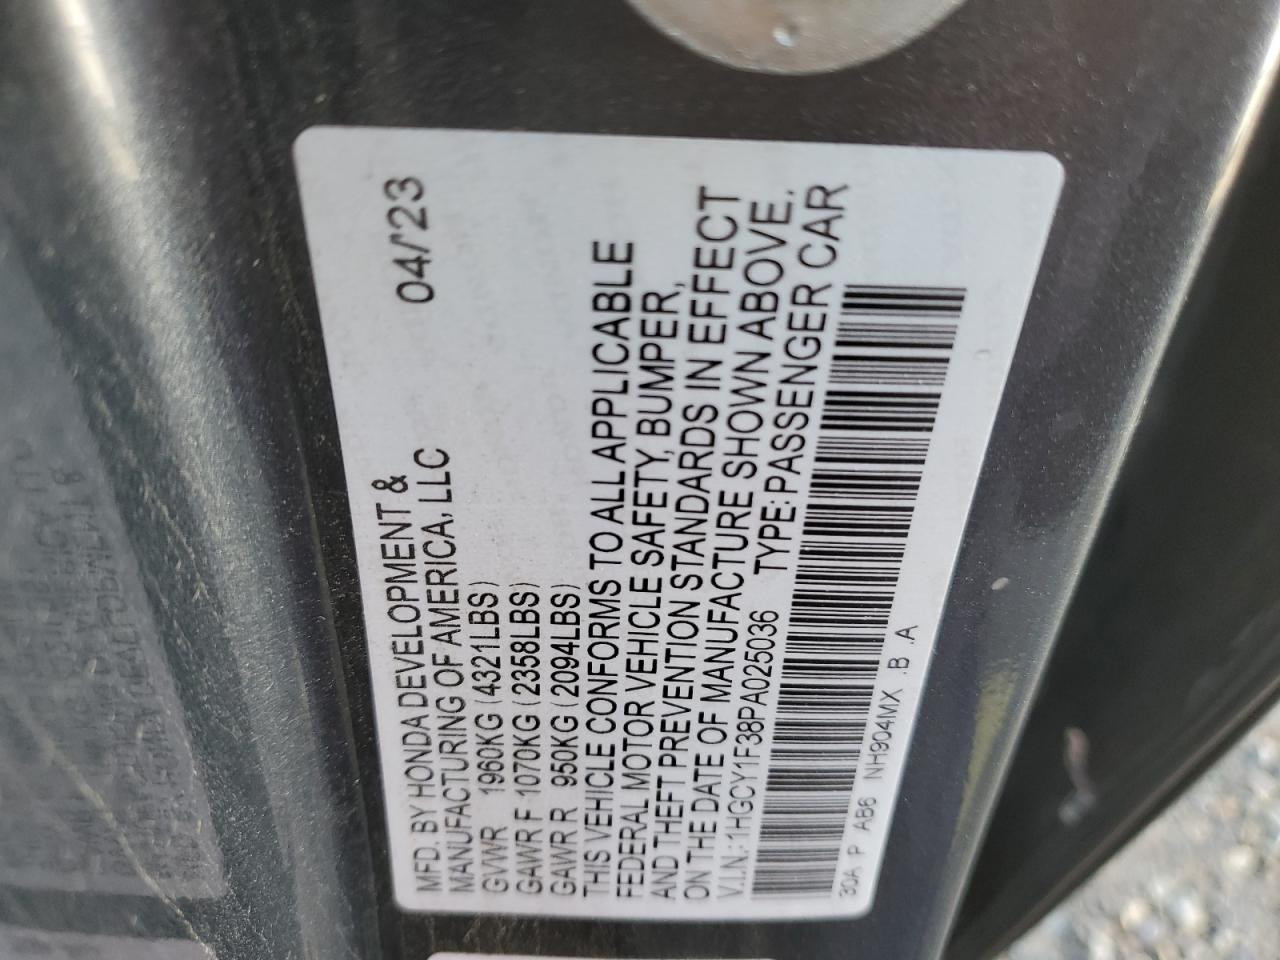 MFD. BY HONDA DEVELOPMENT &
MANUFACTURING OF AMERICA, LLC 04/23
GVWR 1960KG (4321LBS)
GAWR F 1070KG (2358LBS)
GAWR R 950KG (2094LBS)
THIS VEHICLE CONFORMS TO ALL APPLICABLE
FEDERAL MOTOR VEHICLE SAFETY, BUMPER,
AND THEFT PREVENTION STANDARDS IN EFFECT
ON THE DATE OF MANUFACTURE SHOWN ABOVE.
V.I.N.: 1HGCY1F38PA025036 TYPE: PASSENGER CAR
30A P AB6 NH904MX .B .A